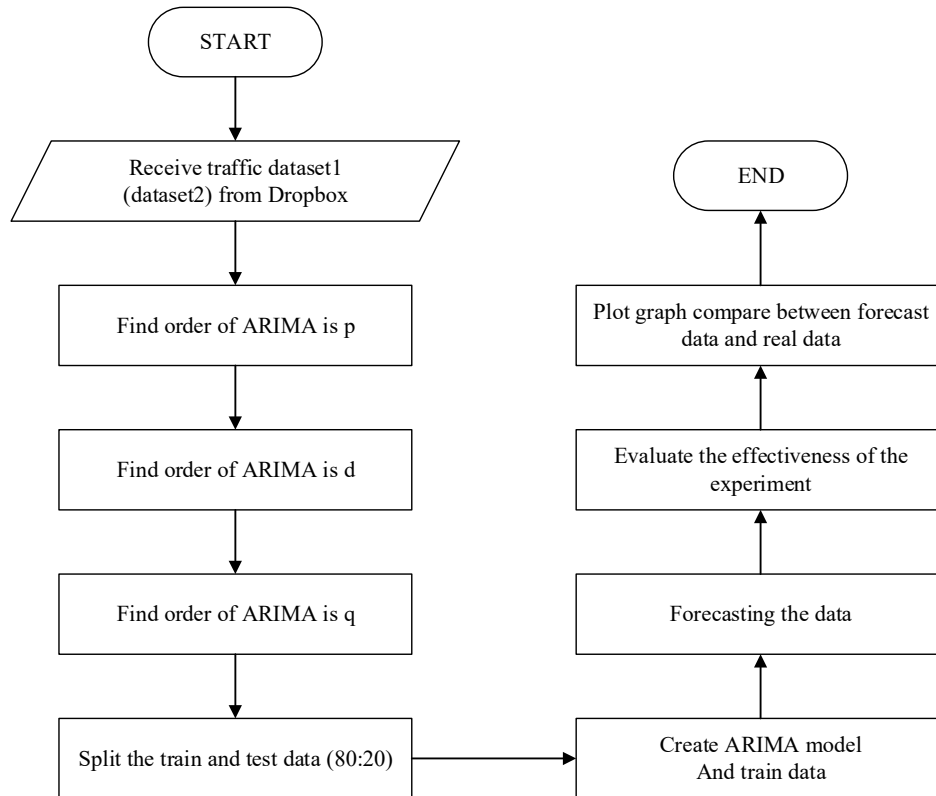 START
Receive traffic dataset1
(dataset2) from Dropbox
Find order of ARIMA is p
Find order of ARIMA is d
Find order of ARIMA is q
Split the train and test data (80:20)
Create ARIMA model
And train data
Forecasting the data
Evaluate the effectiveness of the
experiment
Plot graph compare between forecast
data and real data
END